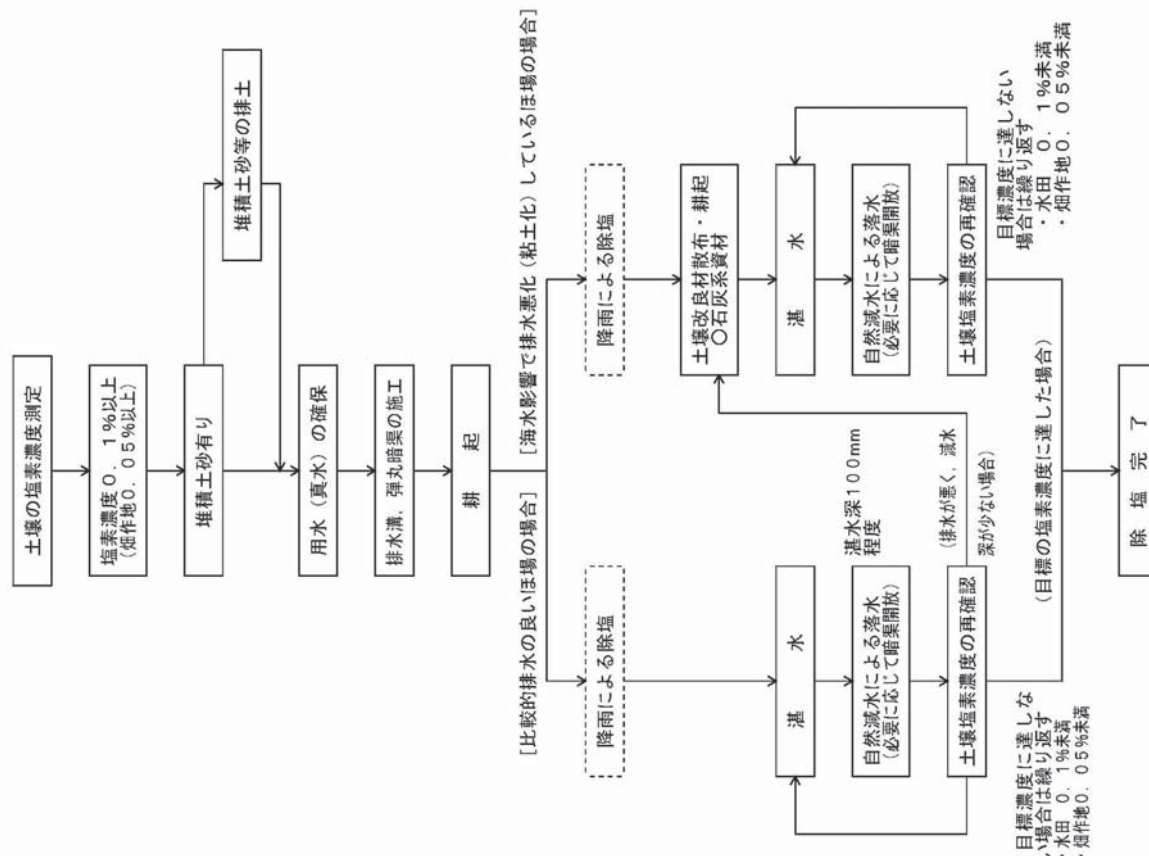 土壌の塩素濃度測定
塩素濃度０．１％以上
（畑作地０．０５％以上）
堆積土砂有り
堆積土砂等の排土
用水（真水）の確保
排水溝，弾丸暗渠の施工
耕　起
［比較的排水の良いほ場の場合］
［海水影響で排水悪化（粘土化）しているほ場の場合］
降雨による除塩
降雨による除塩
土壌改良材散布・耕起
○石灰系資材
湛　水
湛　水
湛水深１００mm
程度
自然減水による落水
（必要に応じて暗渠開放）
自然減水による落水
（必要に応じて暗渠開放）
土壌塩素濃度の再確認
（排水が悪く，減水
深が少ない場合）
土壌塩素濃度の再確認
目標濃度に達しな
い場合は繰り返す
・水田　０．１％未満
・畑作地０．０５％未満
目標濃度に達しない
場合は繰り返す
・水田　０．１％未満
・畑作地０．０５％未満
（目標の塩素濃度に達した場合）
除　塩　完　了